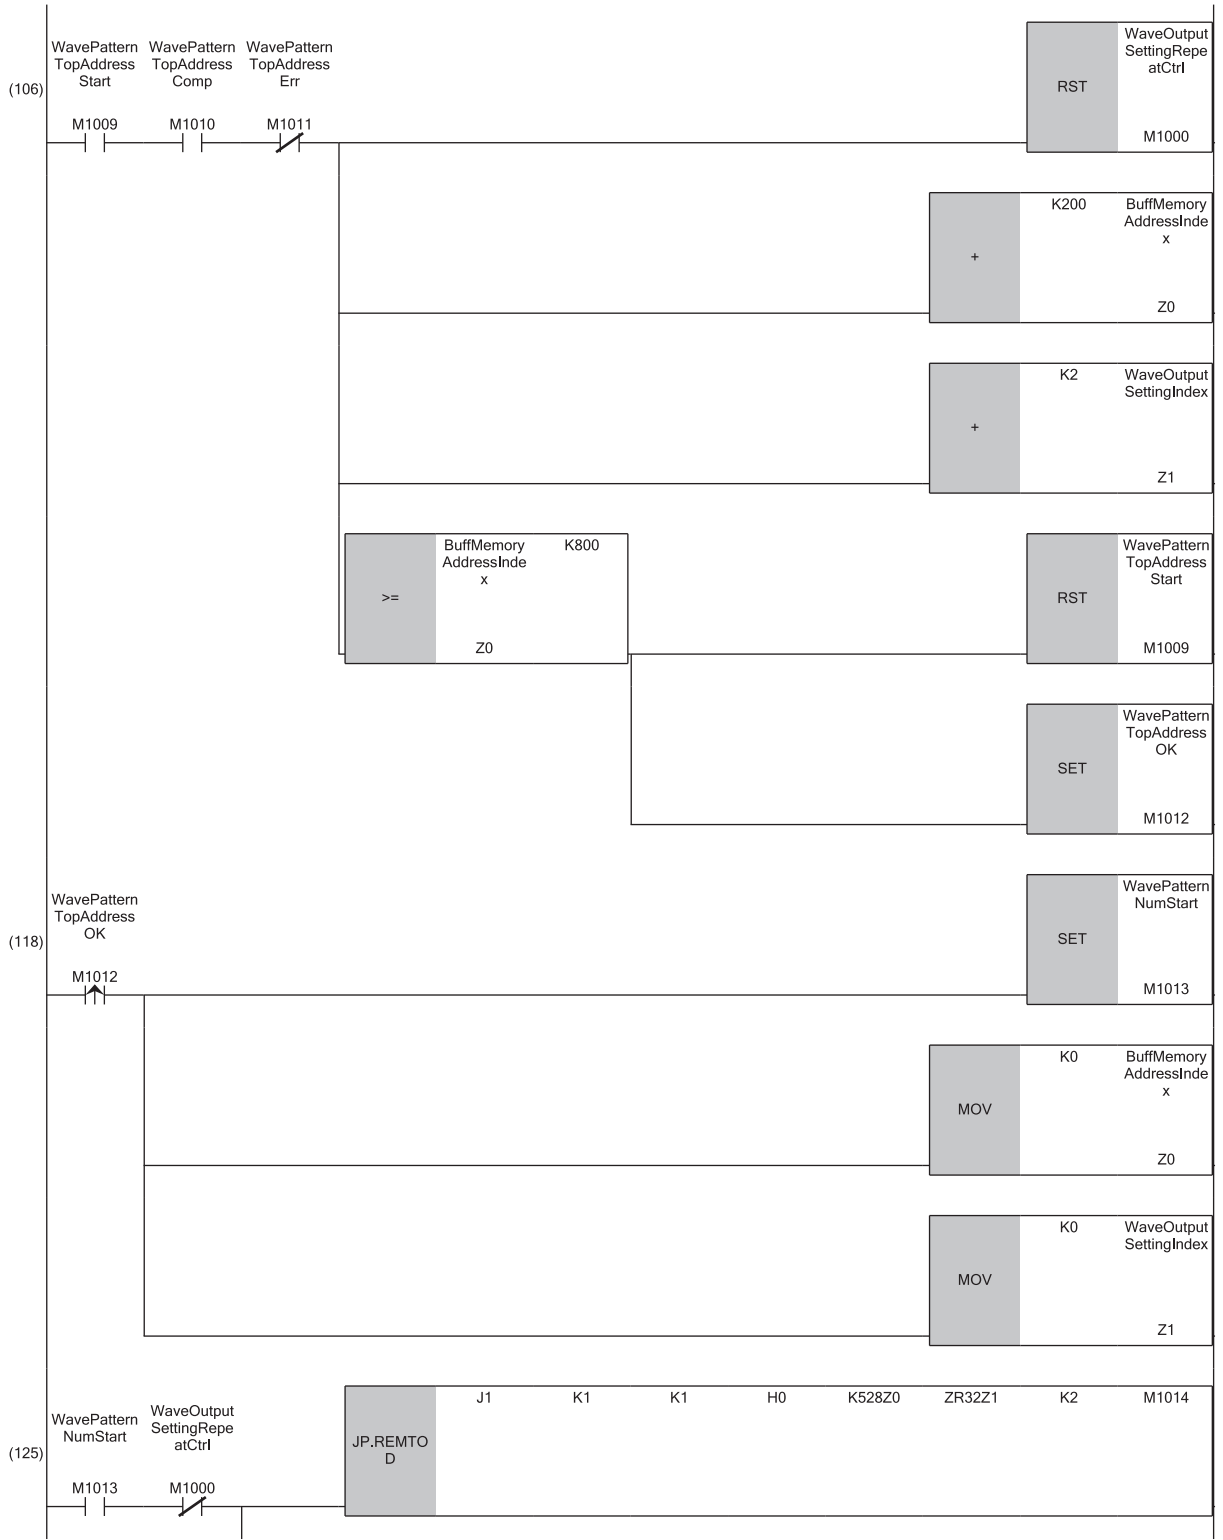 (106)
WavePattern
TopAddress
Start
M1009
WavePattern
TopAddress
Comp
M1010
WavePattern
TopAddress
Err
M1011
RST
WaveOutput
SettingRepe
atCtrl
M1000
+
K200
BuffMemory
AddressInde
x
Z0
+
K2
WaveOutput
SettingIndex
Z1
>=
BuffMemory
AddressInde
x
Z0
K800
RST
WavePattern
TopAddress
Start
M1009
SET
WavePattern
TopAddress
OK
M1012
(118)
WavePattern
TopAddress
OK
M1012
SET
WavePattern
NumStart
M1013
MOV
K0
BuffMemory
AddressInde
x
Z0
MOV
K0
WaveOutput
SettingIndex
Z1
(125)
WavePattern
NumStart
M1013
WaveOutput
SettingRepe
atCtrl
M1000
JP.REMTO
D
J1
K1
K1
H0
K528Z0
ZR32Z1
K2
M1014